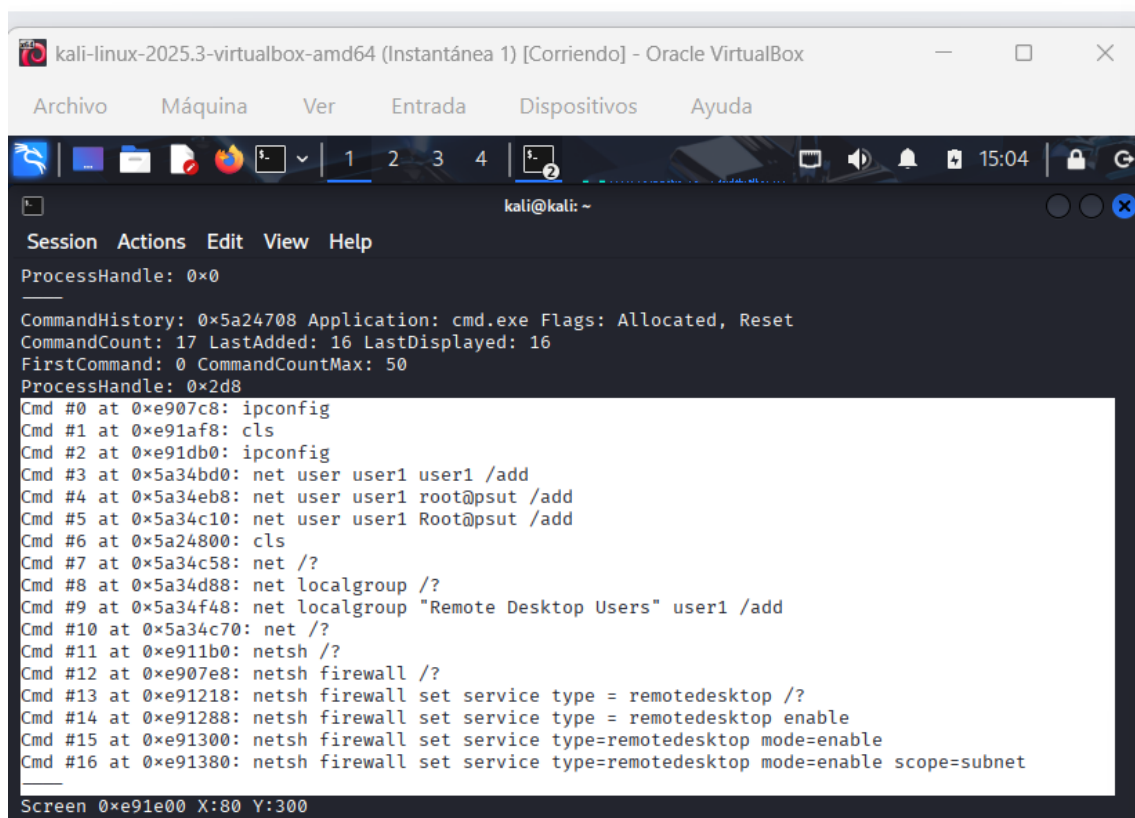 kali-linux-2025.3-virtualbox-amd64 (Instantánea 1) [Corriendo] - Oracle VirtualBox
Archivo Máquina Ver Entrada Dispositivos Ayuda
1 2 3 4 2 15:04
kali@kali: ~
Session Actions Edit View Help
ProcessHandle: 0×0
CommandHistory: 0×5a24708 Application: cmd.exe Flags: Allocated, Reset
CommandCount: 17 LastAdded: 16 LastDisplayed: 16
FirstCommand: 0 CommandCountMax: 50
ProcessHandle: 0×2d8
Cmd #0 at 0×e907c8: ipconfig
Cmd #1 at 0×e91af8: cls
Cmd #2 at 0×e91db0: ipconfig
Cmd #3 at 0×5a34bd0: net user user1 user1 /add
Cmd #4 at 0×5a34eb8: net user user1 root@psut /add
Cmd #5 at 0×5a34c10: net user user1 Root@psut /add
Cmd #6 at 0×5a24800: cls
Cmd #7 at 0×5a34c58: net /?
Cmd #8 at 0×5a34d88: net localgroup /?
Cmd #9 at 0×5a34f48: net localgroup "Remote Desktop Users" user1 /add
Cmd #10 at 0×5a34c70: net /?
Cmd #11 at 0×e911b0: netsh /?
Cmd #12 at 0×e907e8: netsh firewall /?
Cmd #13 at 0×e91218: netsh firewall set service type = remotedesktop /?
Cmd #14 at 0×e91288: netsh firewall set service type = remotedesktop enable
Cmd #15 at 0×e91300: netsh firewall set service type=remotedesktop mode=enable
Cmd #16 at 0×e91380: netsh firewall set service type=remotedesktop mode=enable scope=subnet
Screen 0×e91e00 X:80 Y:300